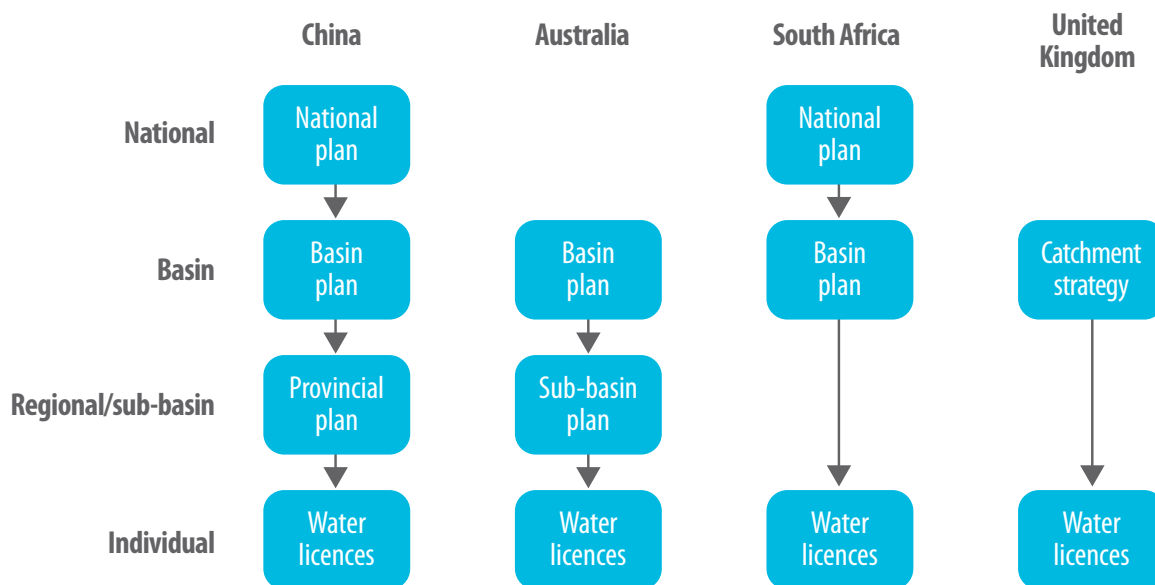 China
Australia
South Africa
United
Kingdom
National
National
plan
National
plan
Basin
Basin
plan
Basin
plan
Basin
plan
Catchment
strategy
Regional/sub-basin
Provincial
plan
Sub-basin
plan
Individual
Water
licences
Water
licences
Water
licences
Water
licences